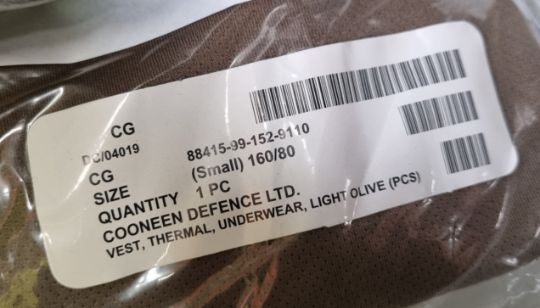 CG
DC/04019
CG 88415-99-152-9110
SIZE (Small) 160/80
QUANTITY 1 PC
COONEEN DEFENCE LTD.
VEST, THERMAL, UNDERWEAR, LIGHT OLIVE (PCS)